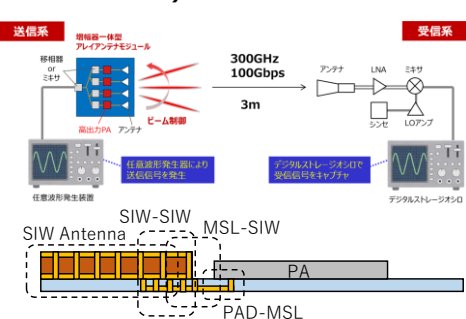 送信系
受信系
増幅器一体型
アレイアンテナモジュール
移相器
or
ミキサ
高出力PA
アンテナ
ビーム制御
300GHz
100Gbps
3m
アンテナ
LNA
ミキサ
シンセ
LOアンプ
任意波形発生器により
送信信号を発生
デジタルストレージオシロで
受信信号をキャプチャ
任意波形発生装置
デジタルストレージオシロ
SIW-SIW
SIW Antenna
MSL-SIW
PA
PAD-MSL